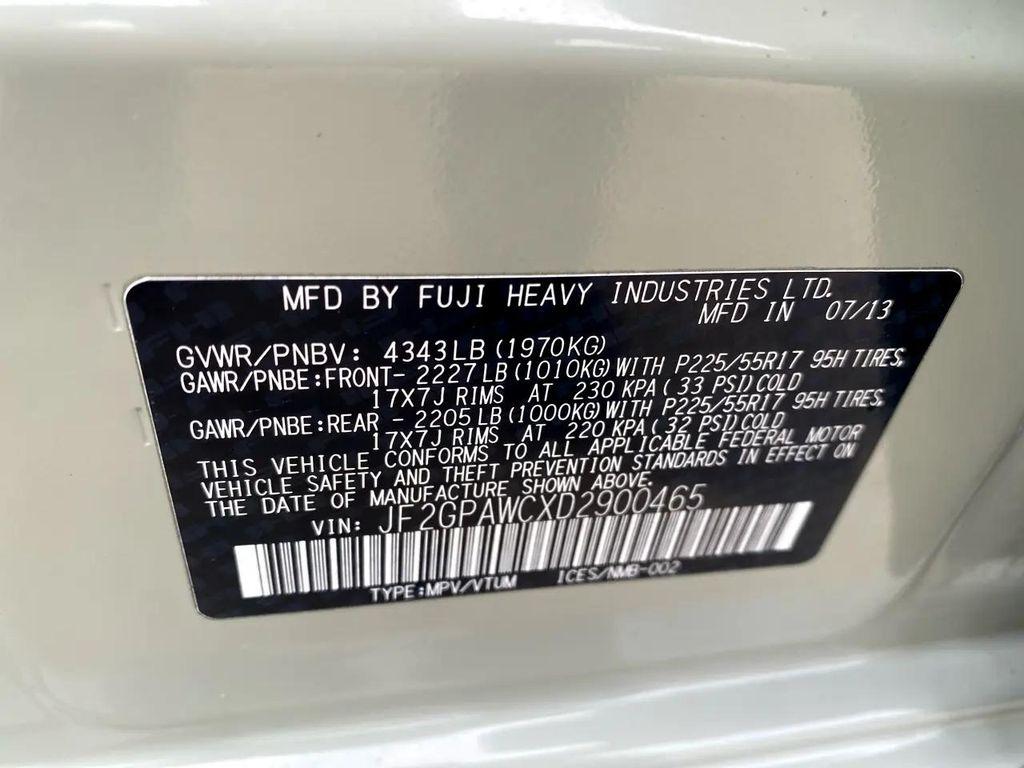 MFD BY FUJI HEAVY INDUSTRIES LTD.
MFD IN 07/13
GVWR/PNBV: 4343LB (1970KG)
GAWR/PNBE:FRONT- 2227LB (1010KG) WITH P225/55R17 95H TIRES,
17X7J RIMS AT 230 KPA (33 PSI) COLD
GAWR/PNBE:REAR - 2205LB (1000KG) WITH P225/55R17 95H TIRES,
17X7J RIMS AT 220 KPA (32 PSI) COLD
THIS VEHICLE CONFORMS TO ALL APPLICABLE FEDERAL MOTOR
VEHICLE SAFETY AND THEFT PREVENTION STANDARDS IN EFFECT ON
THE DATE OF MANUFACTURE SHOWN ABOVE.
VIN: JF2GPAWCXD2900465
TYPE:MPV/VTUM ICES/NMB-002